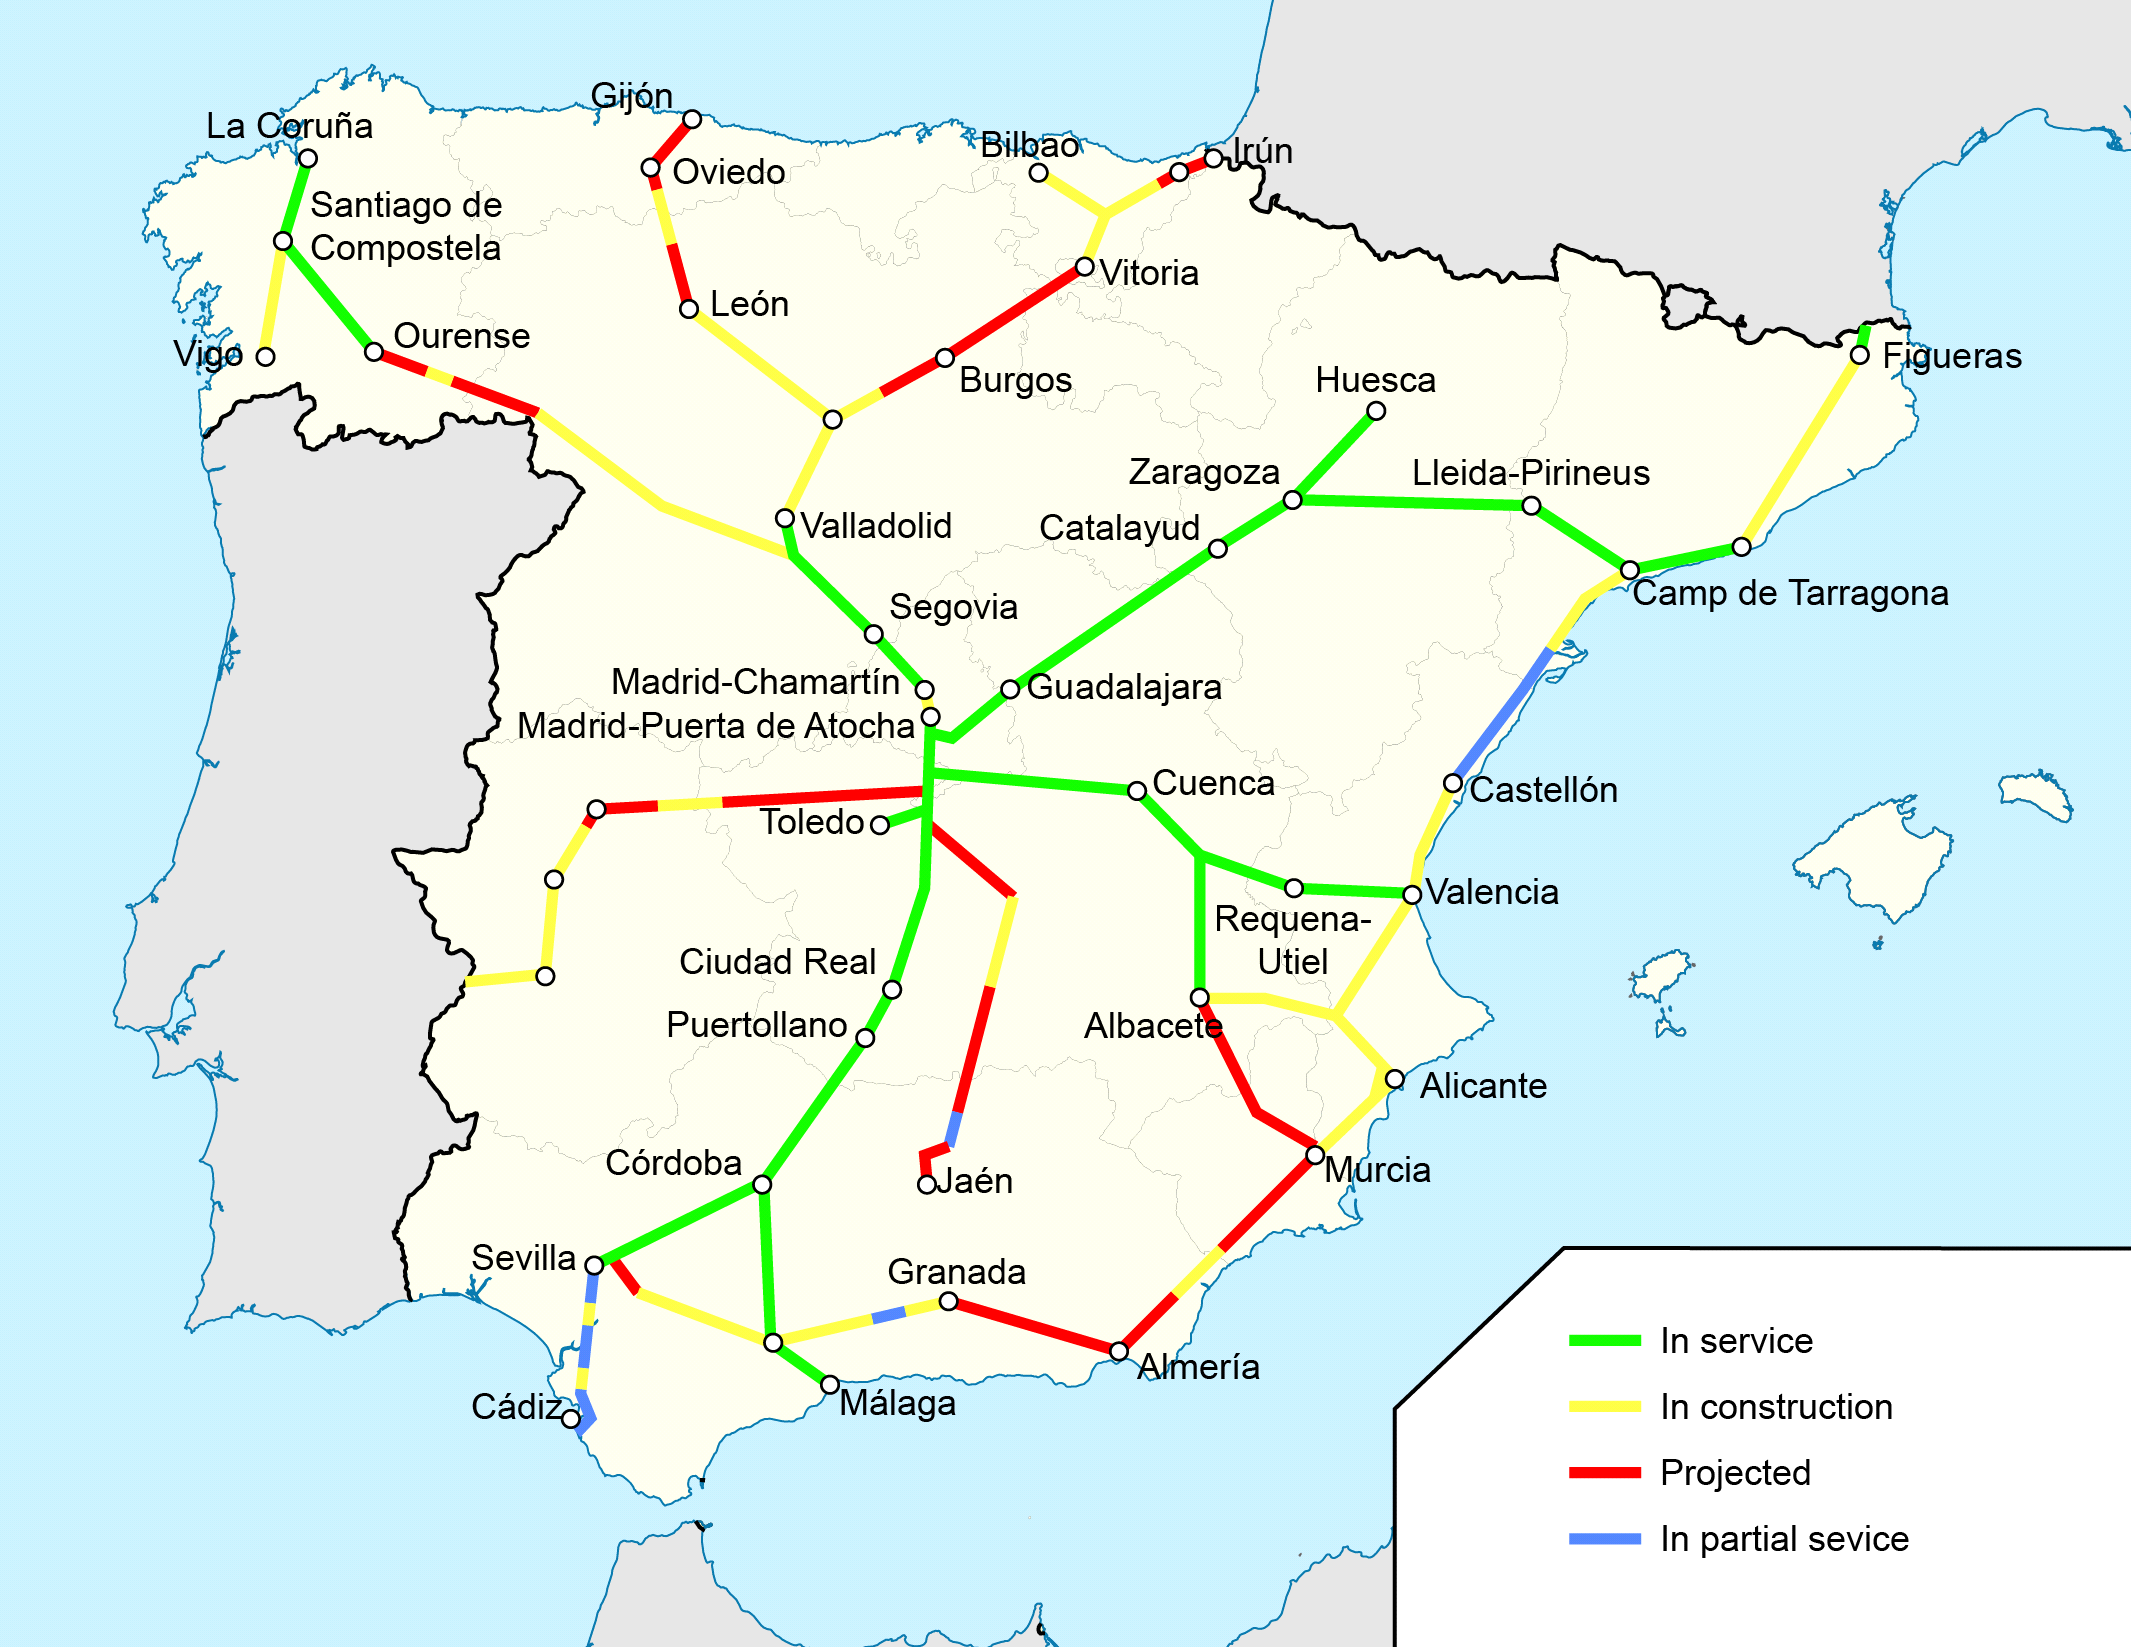 Gijón
La Coruña
Bilbao
Irún
Oviedo
Santiago de
Compostela
Vitoria
León
Ourense
Vigo
Figueras
Burgos
Huesca
Zaragoza
Lleida-Pirineus
Catalayud
Valladolid
Camp de Tarragona
Segovia
Madrid-Chamartín
Guadalajara
Madrid-Puerta de Atocha
Cuenca
Castellón
Toledo
Valencia
Requena-
Utiel
Ciudad Real
Puertollano
Albacete
Alicante
Córdoba
Murcia
Jaén
Sevilla
Granada
Almería
Cádiz
Málaga
In service
In construction
Projected
In partial sevice